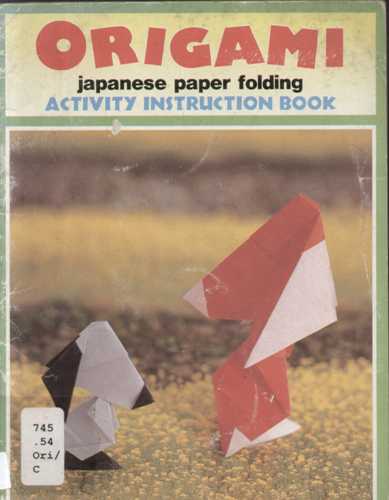 ORIGAMI
japanese paper folding
ACTIVITY INSTRUCTION BOOK
745
.54
Ori/
C